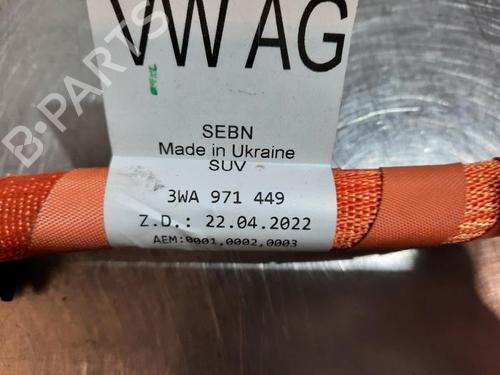 VW AG
B-PARTS
SEBN
Made in Ukraine
SUV
3WA 971 449
Z.D.: 22.04.2022
AEM:0001,0002,0003